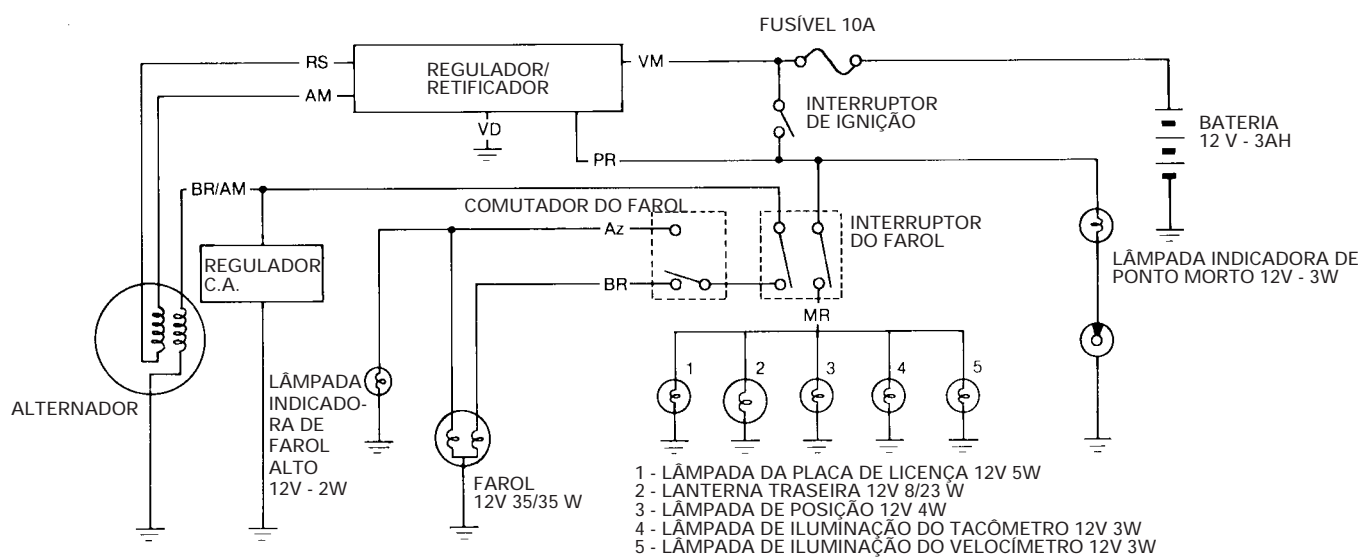 FUSÍVEL 10A
RS
REGULADOR/
RETIFICADOR
VM
AM
INTERRUPTOR
DE IGNIÇÃO
BATERIA
12 V - 3AH
VD
PR
BR/AM
COMUTADOR DO FAROL
INTERRUPTOR
DO FAROL
Az
REGULADOR
C.A.
LÂMPADA INDICADORA DE
PONTO MORTO 12V - 3W
BR
MR
1
2
3
4
5
ALTERNADOR
LÂMPADA
INDICADO-
RA DE
FAROL
ALTO
12V - 2W
FAROL
12V 35/35 W
1 - LÂMPADA DA PLACA DE LICENÇA 12V 5W
2 - LANTERNA TRASEIRA 12V 8/23 W
3 - LÂMPADA DE POSIÇÃO 12V 4W
4 - LÂMPADA DE ILUMINAÇÃO DO TACÔMETRO 12V 3W
5 - LÂMPADA DE ILUMINAÇÃO DO VELOCÍMETRO 12V 3W